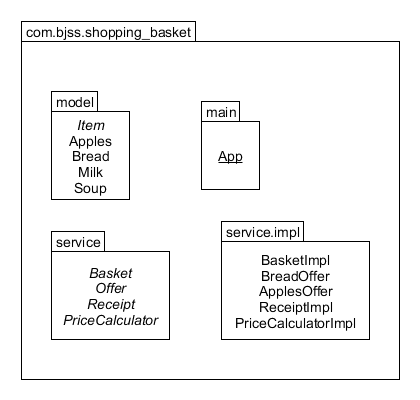 com.bjss.shopping_basket
model
Item
Apples
Bread
Milk
Soup
main
App
service
Basket
Offer
Receipt
PriceCalculator
service.impl
BasketImpl
BreadOffer
ApplesOffer
ReceiptImpl
PriceCalculatorImpl